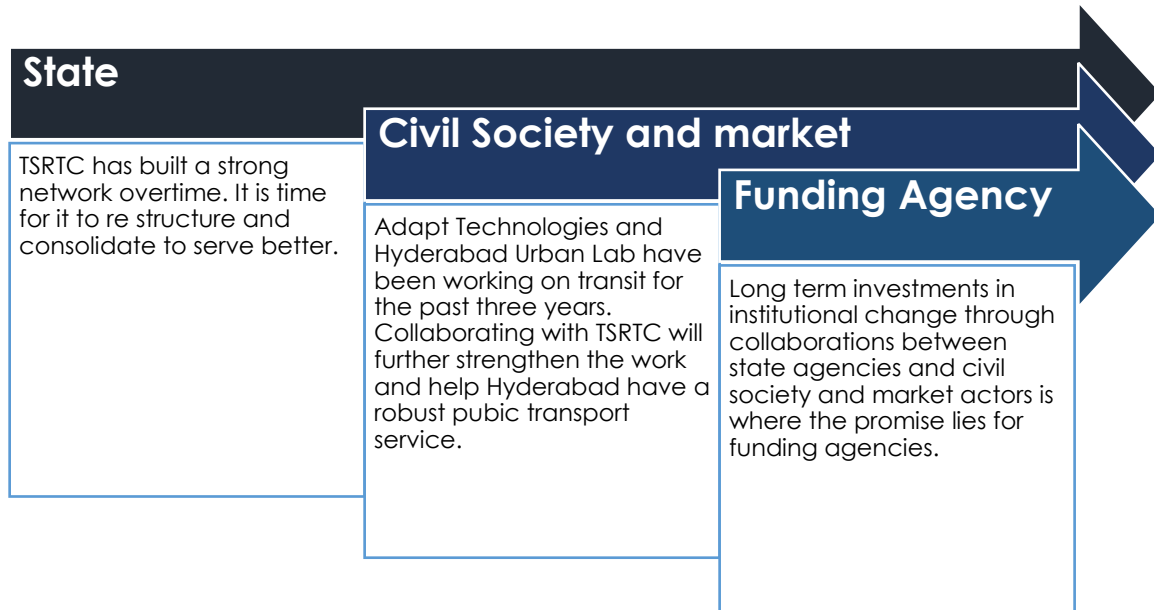 State
TSRTC has built a strong
network overtime. It is time
for it to re structure and
consolidate to serve better.
Civil Society and market
Adapt Technologies and
Hyderabad Urban Lab have
been working on transit for
the past three years.
Collaborating with TSRTC will
further strengthen the work
and help Hyderabad have a
robust pubic transport
service.
Funding Agency
Long term investments in
institutional change through
collaborations between
state agencies and civil
society and market actors is
where the promise lies for
funding agencies.